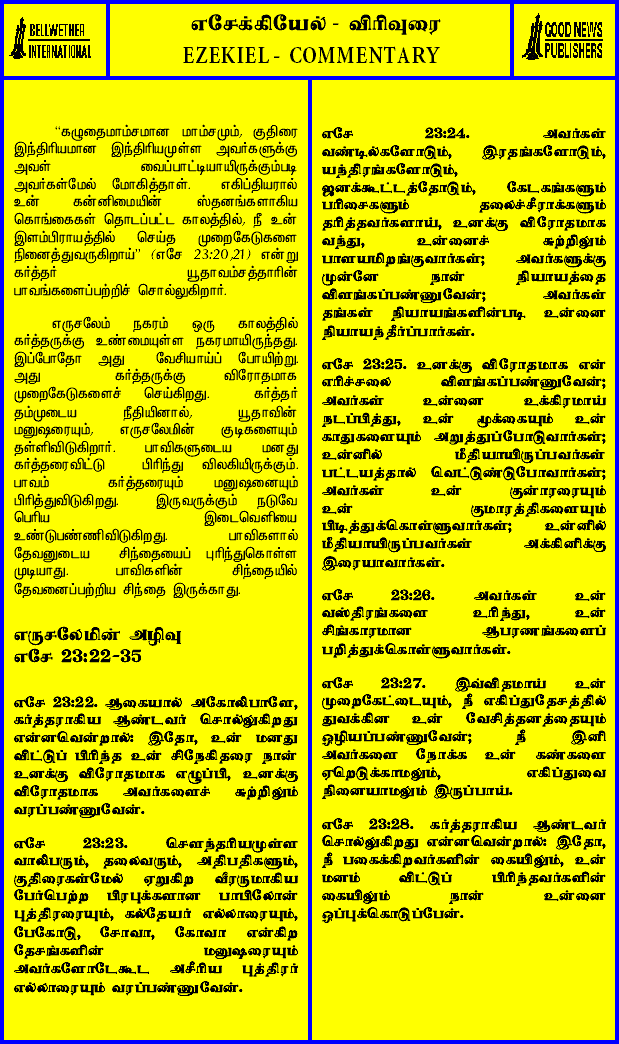 BELLWETHER
INTERNATIONAL
எசேக்கியேல் - விரிவுரை
EZEKIEL - COMMENTARY
GOOD NEWS
PUBLISHERS
“கழுதைமாம்சமான மாம்சமும், குதிரை
இந்திரியமான இந்திரியமுள்ள அவர்களுக்கு
அவள் வைப்பாட்டியாயிருக்கும்படி
அவர்கள்மேல் மோகித்தாள். எகிப்தியரால்
உன் கன்னிமையின் ஸ்தனங்களாகிய
கொங்கைகள் தொடப்பட்ட காலத்தில், நீ உன்
இளம்பிராயத்தில் செய்த முறைகேடுகளை
நினைத்துவருகிறாய்” (எசே 23:20,21) என்று
கர்த்தர் யூதாவம்சத்தாரின்
பாவங்களைப்பற்றிச் சொல்லுகிறார்.
எருசலேம் நகரம் ஒரு காலத்தில்
கர்த்தருக்கு உண்மையுள்ள நகரமாயிருந்தது.
இப்போதோ அது வேசியாய்ப் போயிற்று.
அது கர்த்தருக்கு விரோதமாக
முறைகேடுகளைச் செய்கிறது. கர்த்தர்
தம்முடைய நீதியினால், யூதாவின்
மனுஷரையும், எருசலேமின் குடிகளையும்
தள்ளிவிடுகிறார். பாவிகளுடைய மனது
கர்த்தரைவிட்டு பிரிந்து விலகியிருக்கும்.
பாவம் கர்த்தரையும் மனுஷனையும்
பிரித்துவிடுகிறது. இருவருக்கும் நடுவே
பெரிய இடைவெளியை
உண்டுபண்ணிவிடுகிறது. பாவிகளால்
தேவனுடைய சிந்தையைப் புரிந்துகொள்ள
முடியாது. பாவிகளின் சிந்தையில்
தேவனைப்பற்றிய சிந்தை இருக்காது.
எருசலேமின் அழிவு
எசே 23:22-35
எசே 23:22. ஆகையால் அகோலிபாளே,
கர்த்தராகிய ஆண்டவர் சொல்லுகிறது
என்னவென்றால்: இதோ, உன் மனது
விட்டுப் பிரிந்த உன் சிநேகிதரை நான்
உனக்கு விரோதமாக எழுப்பி, உனக்கு
விரோதமாக அவர்களைச் சுற்றிலும்
வரப்பண்ணுவேன்.
எசே 23:23. சௌந்தரியமுள்ள
வாலிபரும், தலைவரும், அதிபதிகளும்,
குதிரைகள்மேல் ஏறுகிற வீரருமாகிய
பேர்பெற்ற பிரபுக்களான பாபிலோன்
புத்திரரையும், கல்தேயர் எல்லாரையும்,
பேகோடு, சோவா, கோவா என்கிற
தேசங்களின் மனுஷரையும்
அவர்களோடேகூட அசீரிய புத்திரர்
எல்லாரையும் வரப்பண்ணுவேன்.
எசே 23:24. அவர்கள்
வண்டில்களோடும், இரதங்களோடும்,
யந்திரங்களோடும்,
ஜனக்கூட்டத்தோடும், கேடகங்களும்
பரிசைகளும் தலைச்சீராக்களும்
தரித்தவர்களாய், உனக்கு விரோதமாக
வந்து, உன்னைச் சுற்றிலும்
பாளயமிறங்குவார்கள்; அவர்களுக்கு
முன்னே நான் நியாயத்தை
விளங்கப்பண்ணுவேன்; அவர்கள்
தங்கள் நியாயங்களின்படி உன்னை
நியாயந்தீர்ப்பார்கள்.
எசே 23:25. உனக்கு விரோதமாக என்
எரிச்சலை விளங்கப்பண்ணுவேன்;
அவர்கள் உன்னை உக்கிரமாய்
நடப்பித்து, உன் மூக்கையும் உன்
காதுகளையும் அறுத்துப்போடுவார்கள்;
உன்னில் மீதியாயிருப்பவர்கள்
பட்டயத்தால் வெட்டுண்டுபோவார்கள்;
அவர்கள் உன் குமாரரையும்
உன் குமாரத்திகளையும்
பிடித்துக்கொள்ளுவார்கள்; உன்னில்
மீதியாயிருப்பவர்கள் அக்கினிக்கு
இரையாவார்கள்.
எசே 23:26. அவர்கள் உன்
வஸ்திரங்களை உரிந்து, உன்
சிங்காரமான ஆபரணங்களைப்
பறித்துக்கொள்ளுவார்கள்.
எசே 23:27. இவ்விதமாய் உன்
முறைகேட்டையும், நீ எகிப்துதேசத்தில்
துவக்கின உன் வேசித்தனத்தையும்
ஒழியப்பண்ணுவேன்; நீ இனி
அவர்களை நோக்க உன் கண்களை
ஏறெடுக்காமலும், எகிப்துவை
நினையாமலும் இருப்பாய்.
எசே 23:28. கர்த்தராகிய ஆண்டவர்
சொல்லுகிறது என்னவென்றால்: இதோ,
நீ பகைக்கிறவர்களின் கையிலும், உன்
மனம் விட்டுப் பிரிந்தவர்களின்
கையிலும் நான் உன்னை
ஒப்புக்கொடுப்பேன்.